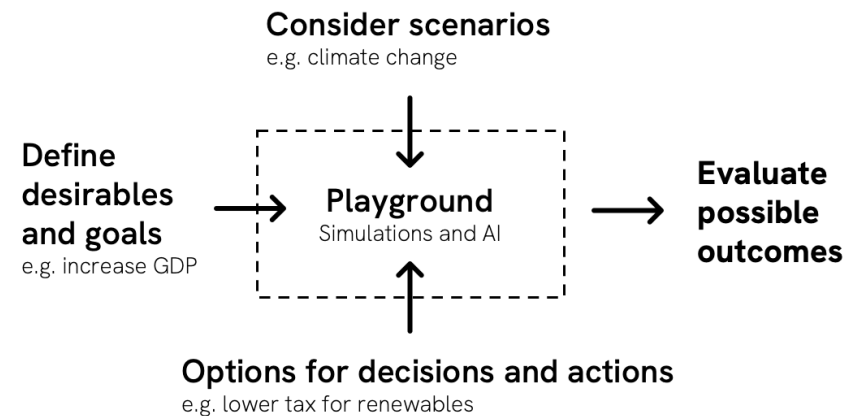 Consider scenarios
e.g. climate change
Define
desirables
and goals
e.g. increase GDP
Playground
Simulations and AI
Evaluate
possible
outcomes
Options for decisions and actions
e.g. lower tax for renewables